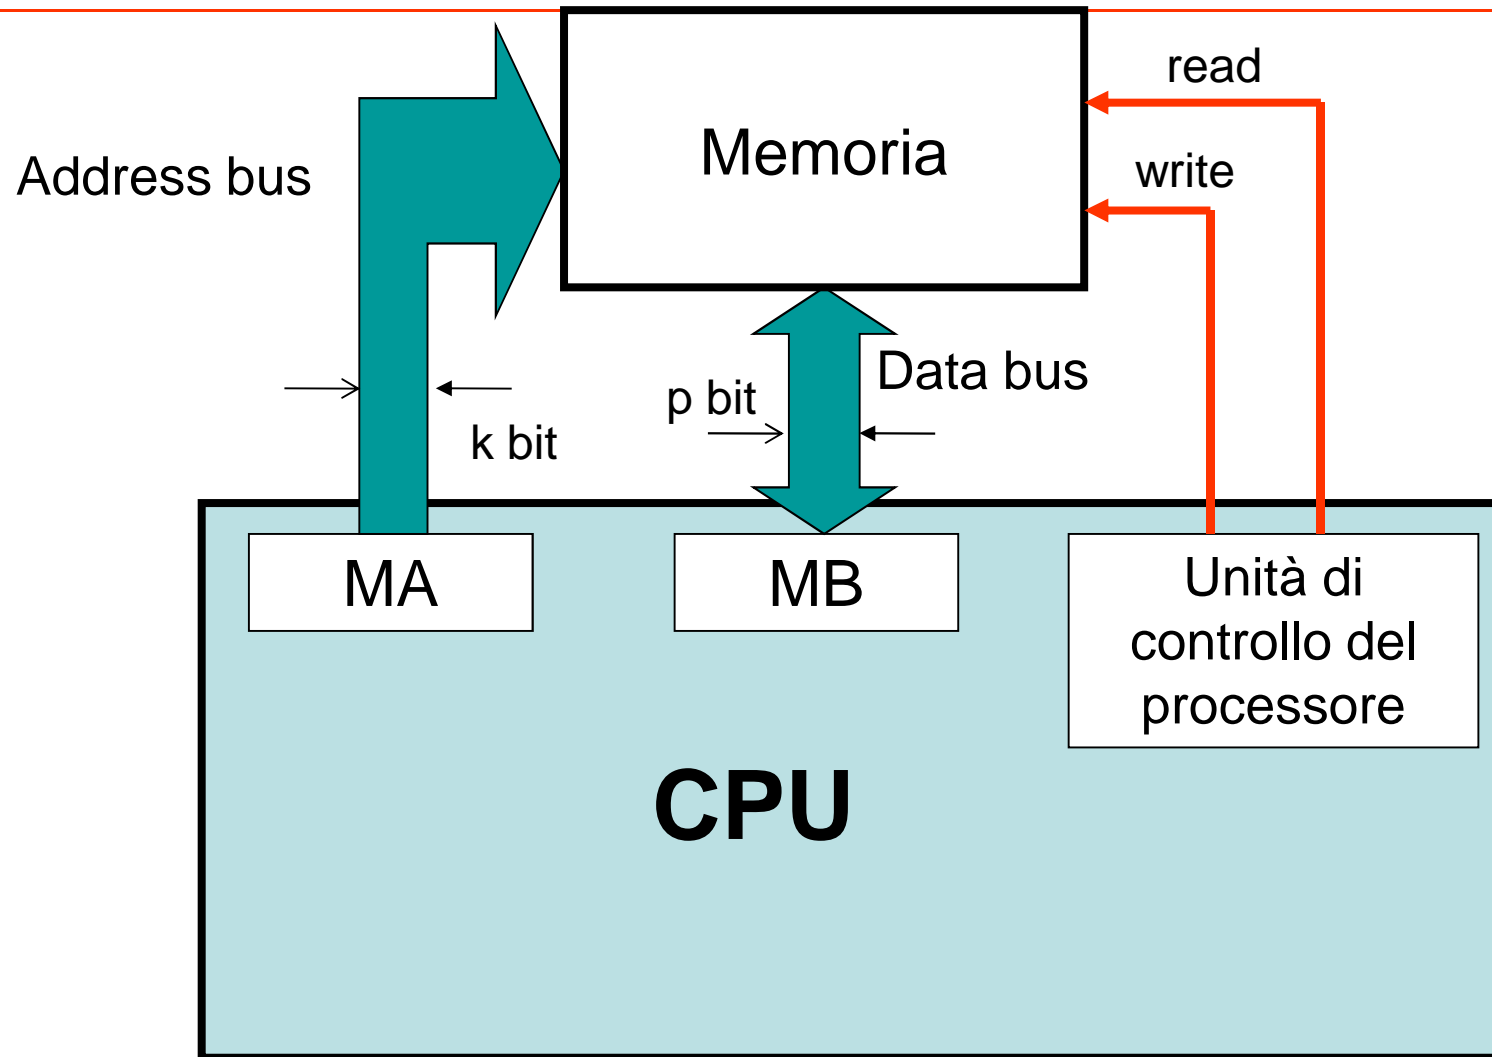 read
Memoria
write
Address bus
Data bus
p bit
k bit
MA
MB
Unità di
controllo del
processore
CPU